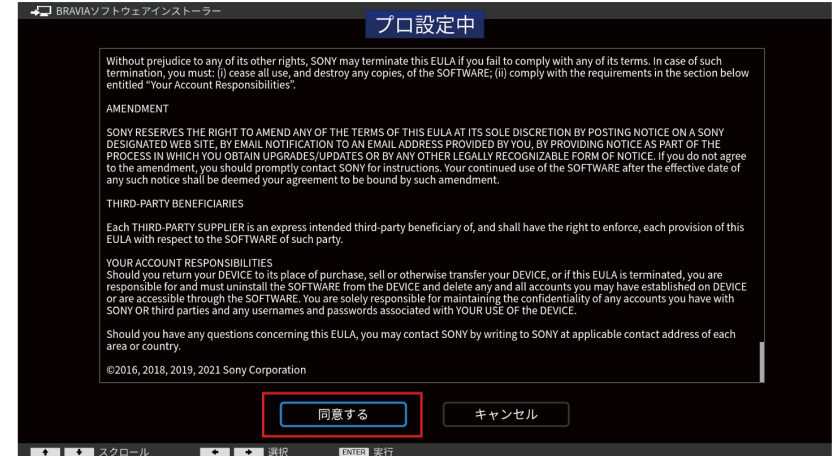 BRAVIAソフトウェアインストーラー
プロ設定中
Without prejudice to any of its other rights, SONY may terminate this EULA if you fail to comply with any of its terms. In case of such
termination, you must: (i) cease all use, and destroy any copies, of the SOFTWARE; (ii) comply with the requirements in the section below
entitled “Your Account Responsibilities”.
AMENDMENT
SONY RESERVES THE RIGHT TO AMEND ANY OF THE TERMS OF THIS EULA AT ITS SOLE DISCRETION BY POSTING NOTICE ON A SONY
DESIGNATED WEB SITE, BY EMAIL NOTIFICATION TO AN EMAIL ADDRESS PROVIDED BY YOU, BY PROVIDING NOTICE AS PART OF THE
PROCESS IN WHICH YOU OBTAIN UPGRADES/UPDATES OR BY ANY OTHER LEGALLY RECOGNIZABLE FORM OF NOTICE. If you do not agree
to the amendment, you should promptly contact SONY for instructions. Your continued use of the SOFTWARE after the effective date of
any such notice shall be deemed your agreement to be bound by such amendment.
THIRD-PARTY BENEFICIARIES
Each THIRD-PARTY SUPPLIER is an express intended third-party beneficiary of, and shall have the right to enforce, each provision of this
EULA with respect to the SOFTWARE of such party.
YOUR ACCOUNT RESPONSIBILITIES
Should you return your DEVICE to its place of purchase, sell or otherwise transfer your DEVICE, or if this EULA is terminated, you are
responsible for and must uninstall the SOFTWARE from the DEVICE and delete any and all accounts you may have established on DEVICE
or are accessible through the SOFTWARE. You are solely responsible for maintaining the confidentiality of any accounts you have with
SONY OR third parties and any usernames and passwords associated with YOUR USE OF the DEVICE.
Should you have any questions concerning this EULA, you may contact SONY by writing to SONY at applicable contact address of each
area or country.
©2016, 2018, 2019, 2021 Sony Corporation
同意する キャンセル
スクロール 選択 ENTER 実行